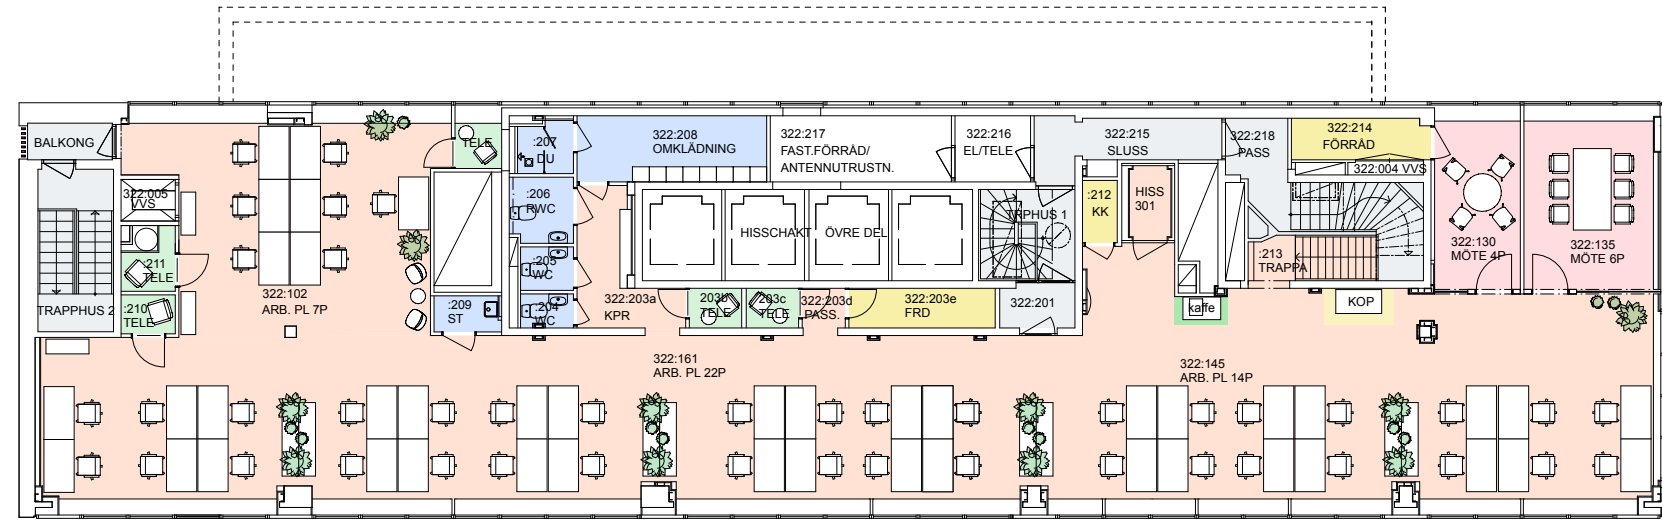 BALKONG
322:005
VVS
:211
TELE
:210
TELE
TRAPPHUS 2
322:102
ARB. PL 7P
TELE
:209
ST
:207
DU
:206
RWC
:205
WC
:204
WC
322:208
OMKLÄDNING
322:217
FAST.FÖRRÅD/
ANTENNUTRUSTN.
322:216
EL/TELE
322:215
SLUSS
322:218
PASS
322:214
FÖRRÅD
322:004 VVS
HISSCHAKT ÖVRE DEL
TRPHUS 1
:212
KK
HISS
301
:213
TRAPPA
322:130
MÖTE 4P
322:135
MÖTE 6P
322:203a
KPR
203b
TELE
203c
TELE
322:203d
PASS.
322:203e
FRD
322:201
kaffe
KOP
322:161
ARB. PL 22P
322:145
ARB. PL 14P